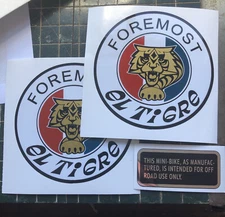 FOREMOST
EL TIGRE
FOREMOST
EL TIGRE
THIS MINI-BIKE, AS MANUFAC-
TURED, IS INTENDED FOR OFF
ROAD USE ONLY.